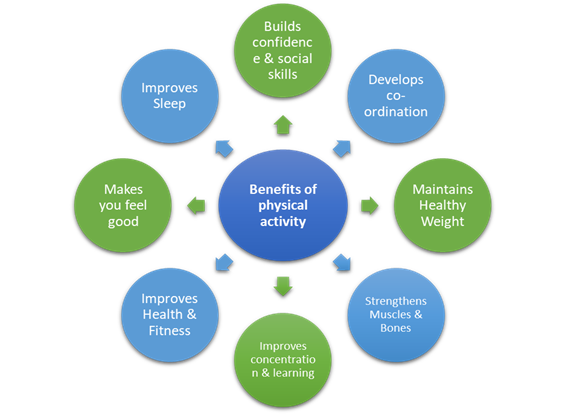 Builds
confidenc
e & social
skills
Develops
co-
ordination
Maintains
Healthy
Weight
Strengthens
Muscles &
Bones
Improves
concentratio
n & learning
Improves
Health &
Fitness
Makes
you feel
good
Improves
Sleep
Benefits of
physical
activity